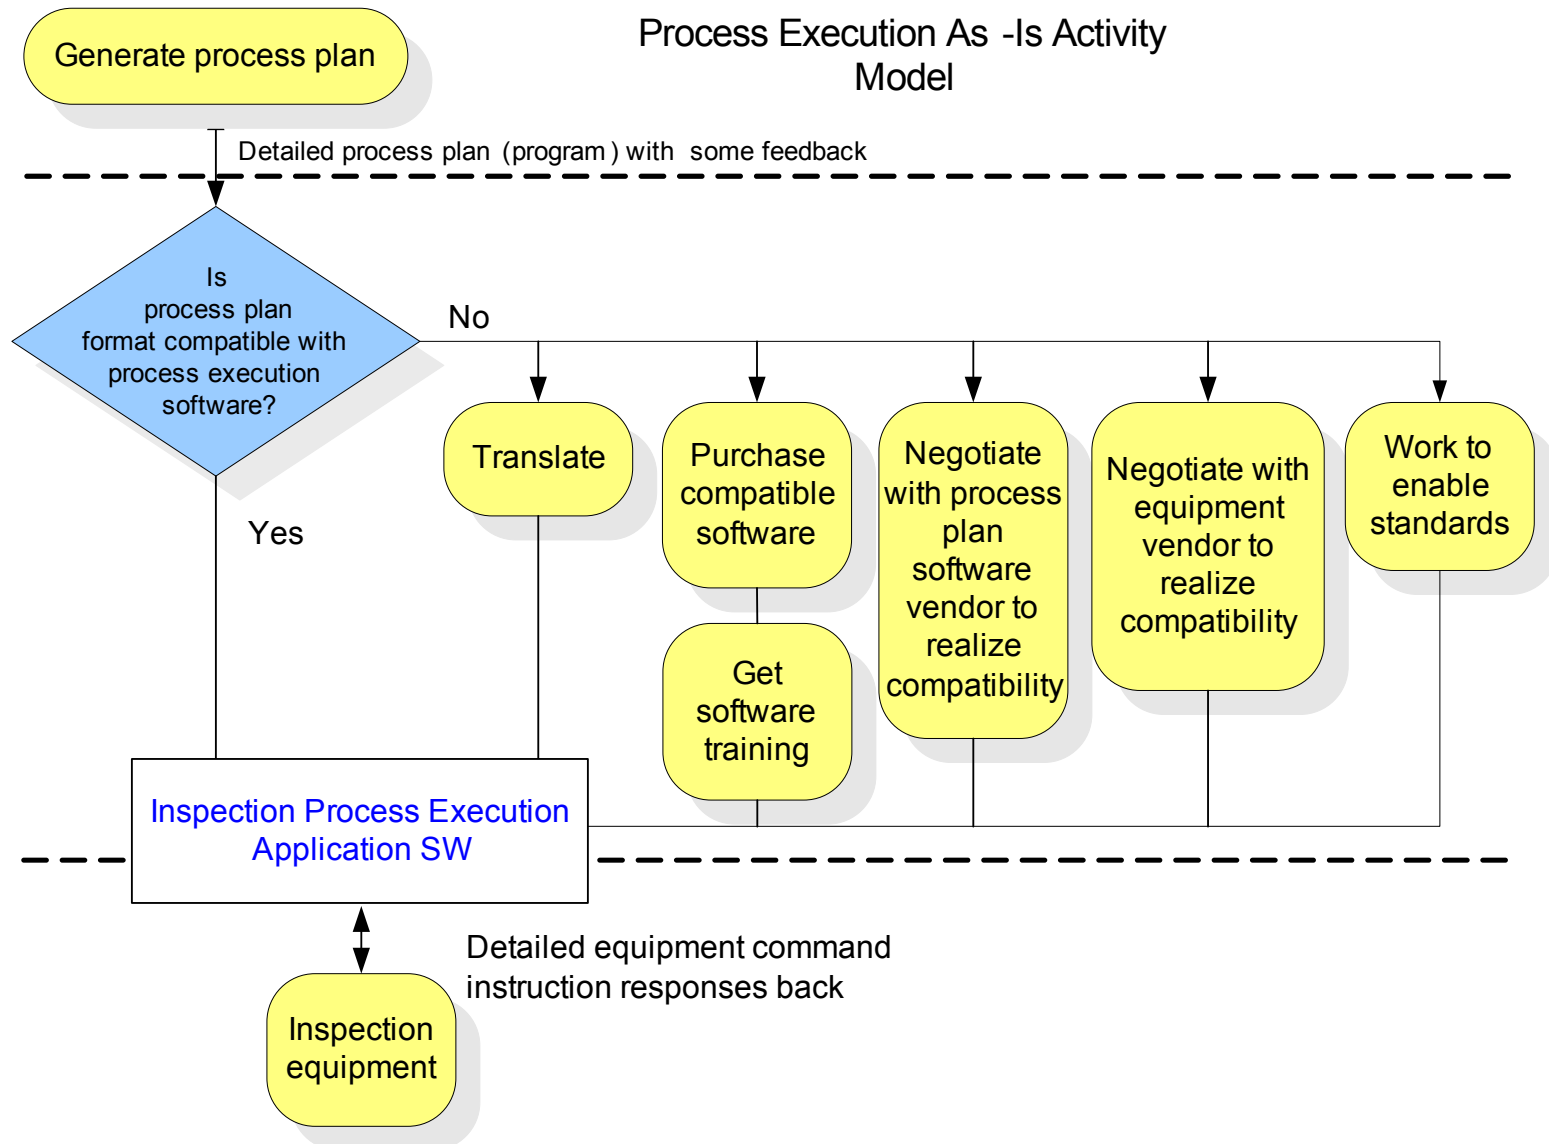 Process Execution As -Is Activity
Model
Generate process plan
Detailed process plan (program) with some feedback
Is
process plan
format compatible with
process execution
software?
No
Yes
Translate
Purchase
compatible
software
Get
software
training
Negotiate
with process
plan
software
vendor to
realize
compatibility
Negotiate with
equipment
vendor to
realize
compatibility
Work to
enable
standards
Inspection Process Execution
Application SW
Detailed equipment command
instruction responses back
Inspection
equipment